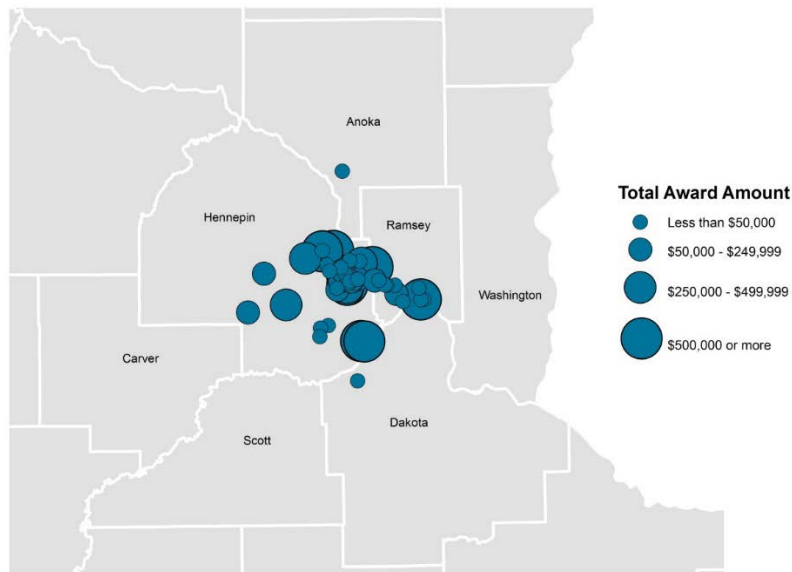 Anoka
Hennepin
Ramsey
Washington
Carver
Dakota
Scott
Total Award Amount
Less than $50,000
$50,000 - $249,999
$250,000 - $499,999
$500,000 or more